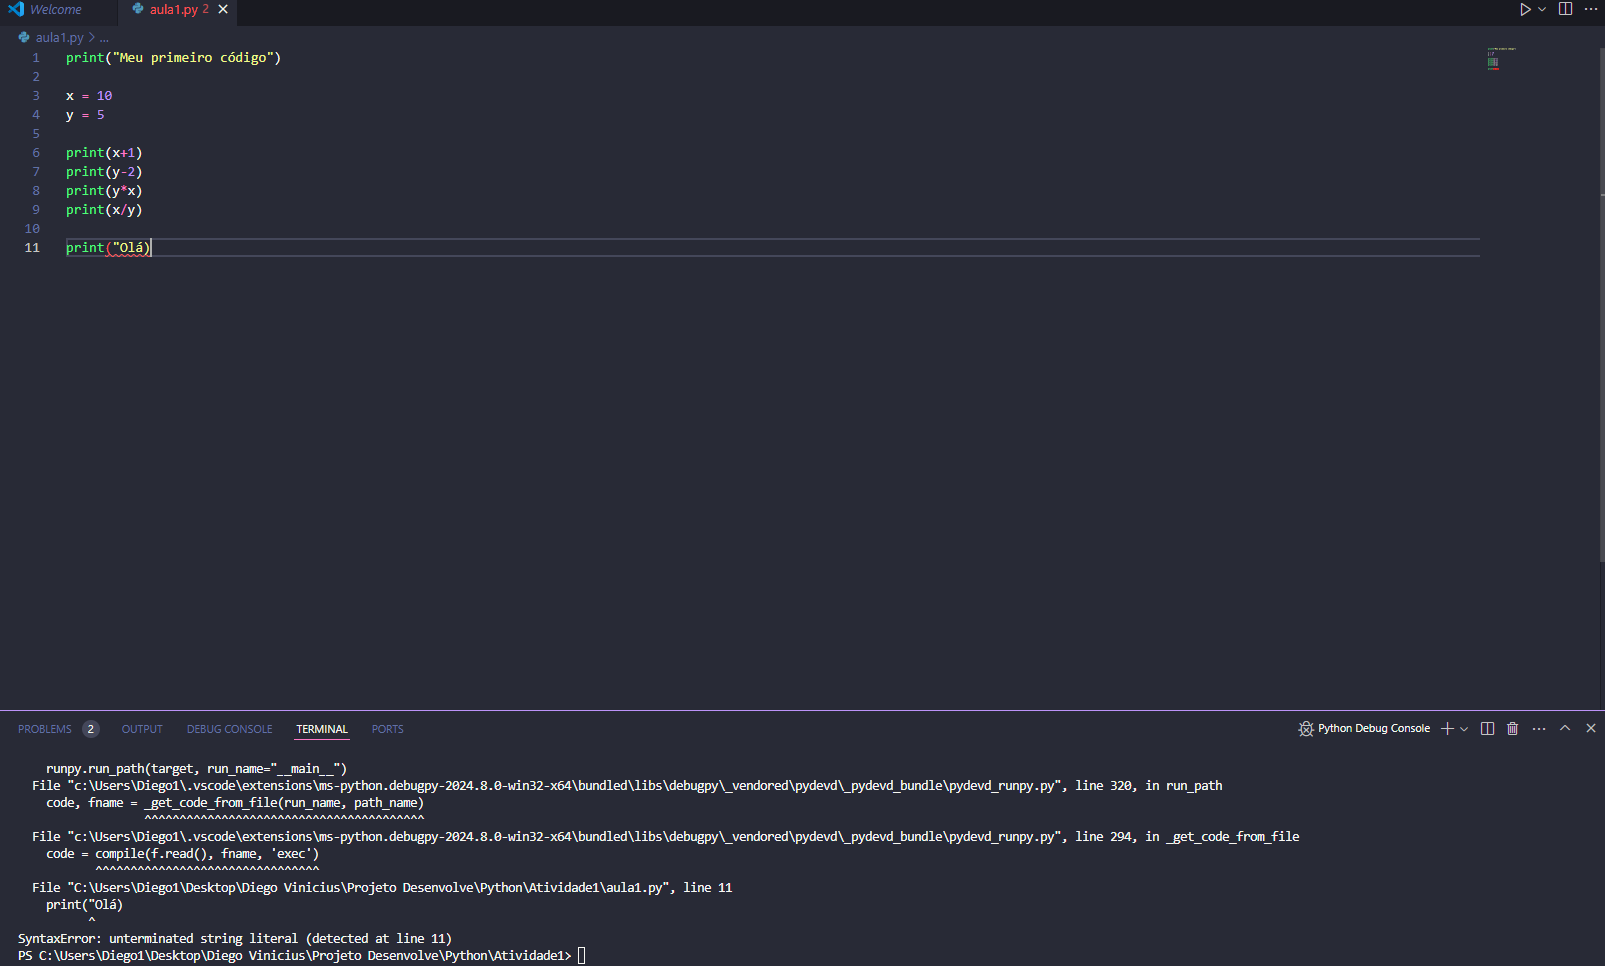 Welcome
aula1.py 2
aula1.py > ...
1 print("Meu primeiro código")
2
3 x = 10
4 y = 5
5
6 print(x+1)
7 print(y-2)
8 print(y*x)
9 print(x/y)
10
11 print("Olá)
PROBLEMS 2 OUTPUT DEBUG CONSOLE TERMINAL PORTS
Python Debug Console
runpy.run_path(target, run_name="__main__")
File "c:\Users\Diego1\.vscode\extensions\ms-python.debugpy-2024.8.0-win32-x64\bundled\libs\debugpy\_vendored\pydevd\_pydevd_bundle\pydevd_runpy.py", line 320, in run_path
code, fname = _get_code_from_file(run_name, path_name)
^^^^^^^^^^^^^^^^^^^^^^^^^^^^^^^^^^^^^^^^
File "c:\Users\Diego1\.vscode\extensions\ms-python.debugpy-2024.8.0-win32-x64\bundled\libs\debugpy\_vendored\pydevd\_pydevd_bundle\pydevd_runpy.py", line 294, in _get_code_from_file
code = compile(f.read(), fname, 'exec')
^^^^^^^^^^^^^^^^^^^^^^^^^^^^^^^^
File "C:\Users\Diego1\Desktop\Diego Vinicius\Projeto Desenvolve\Python\Atividade1\aula1.py", line 11
print("Olá)
^
SyntaxError: unterminated string literal (detected at line 11)
PS C:\Users\Diego1\Desktop\Diego Vinicius\Projeto Desenvolve\Python\Atividade1>